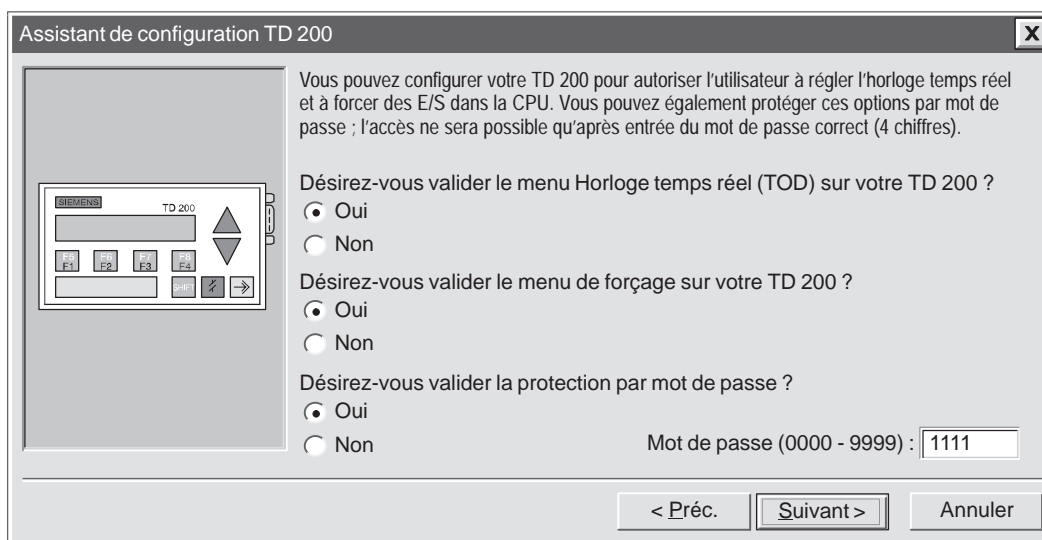 Assistant de configuration TD 200
X
Vous pouvez configurer votre TD 200 pour autoriser l'utilisateur à régler l'horloge temps réel
et à forcer des E/S dans la CPU. Vous pouvez également protéger ces options par mot de
passe ; l'accès ne sera possible qu'après entrée du mot de passe correct (4 chiffres).
SIEMENS
TD 200
F5 F6 F7 F8
F1 F2 F3 F4
SHIFT
Désirez-vous valider le menu Horloge temps réel (TOD) sur votre TD 200 ?
Oui
Non
Désirez-vous valider le menu de forçage sur votre TD 200 ?
Oui
Non
Désirez-vous valider la protection par mot de passe ?
Oui
Non
Mot de passe (0000 - 9999) : 1111
< Préc. Suivant > Annuler